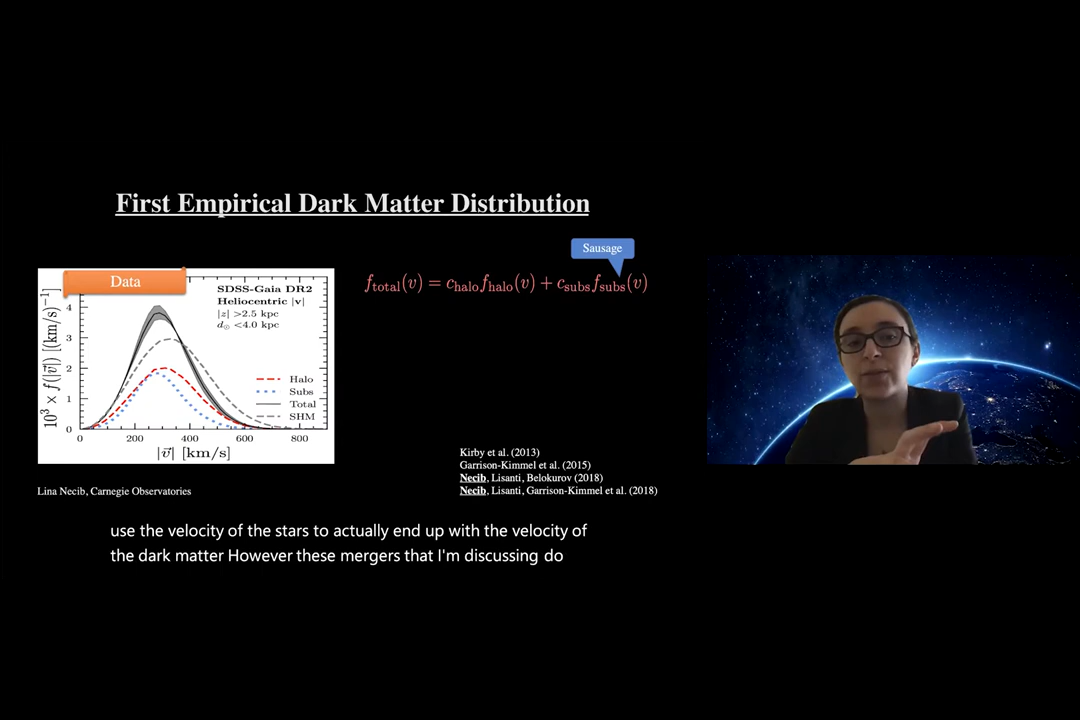 First Empirical Dark Matter Distribution
Sausage
f_total(v) = c_halo f_halo(v) + c_subs f_subs(v)
Data
SDSS-Gaia DR2
Heliocentric |v|
|z| >2.5 kpc
d_⊙ <4.0 kpc
10³ × f(|v⃗|) [(km/s)⁻¹]
4
3
2
1
0
Halo
Subs
Total
SHM
0 200 400 600 800
|v⃗| [km/s]
Kirby et al. (2013)
Garrison-Kimmel et al. (2015)
Necib, Lisanti, Belokurov (2018)
Necib, Lisanti, Garrison-Kimmel et al. (2018)
Lina Necib, Carnegie Observatories
use the velocity of the stars to actually end up with the velocity of
the dark matter However these mergers that I'm discussing do